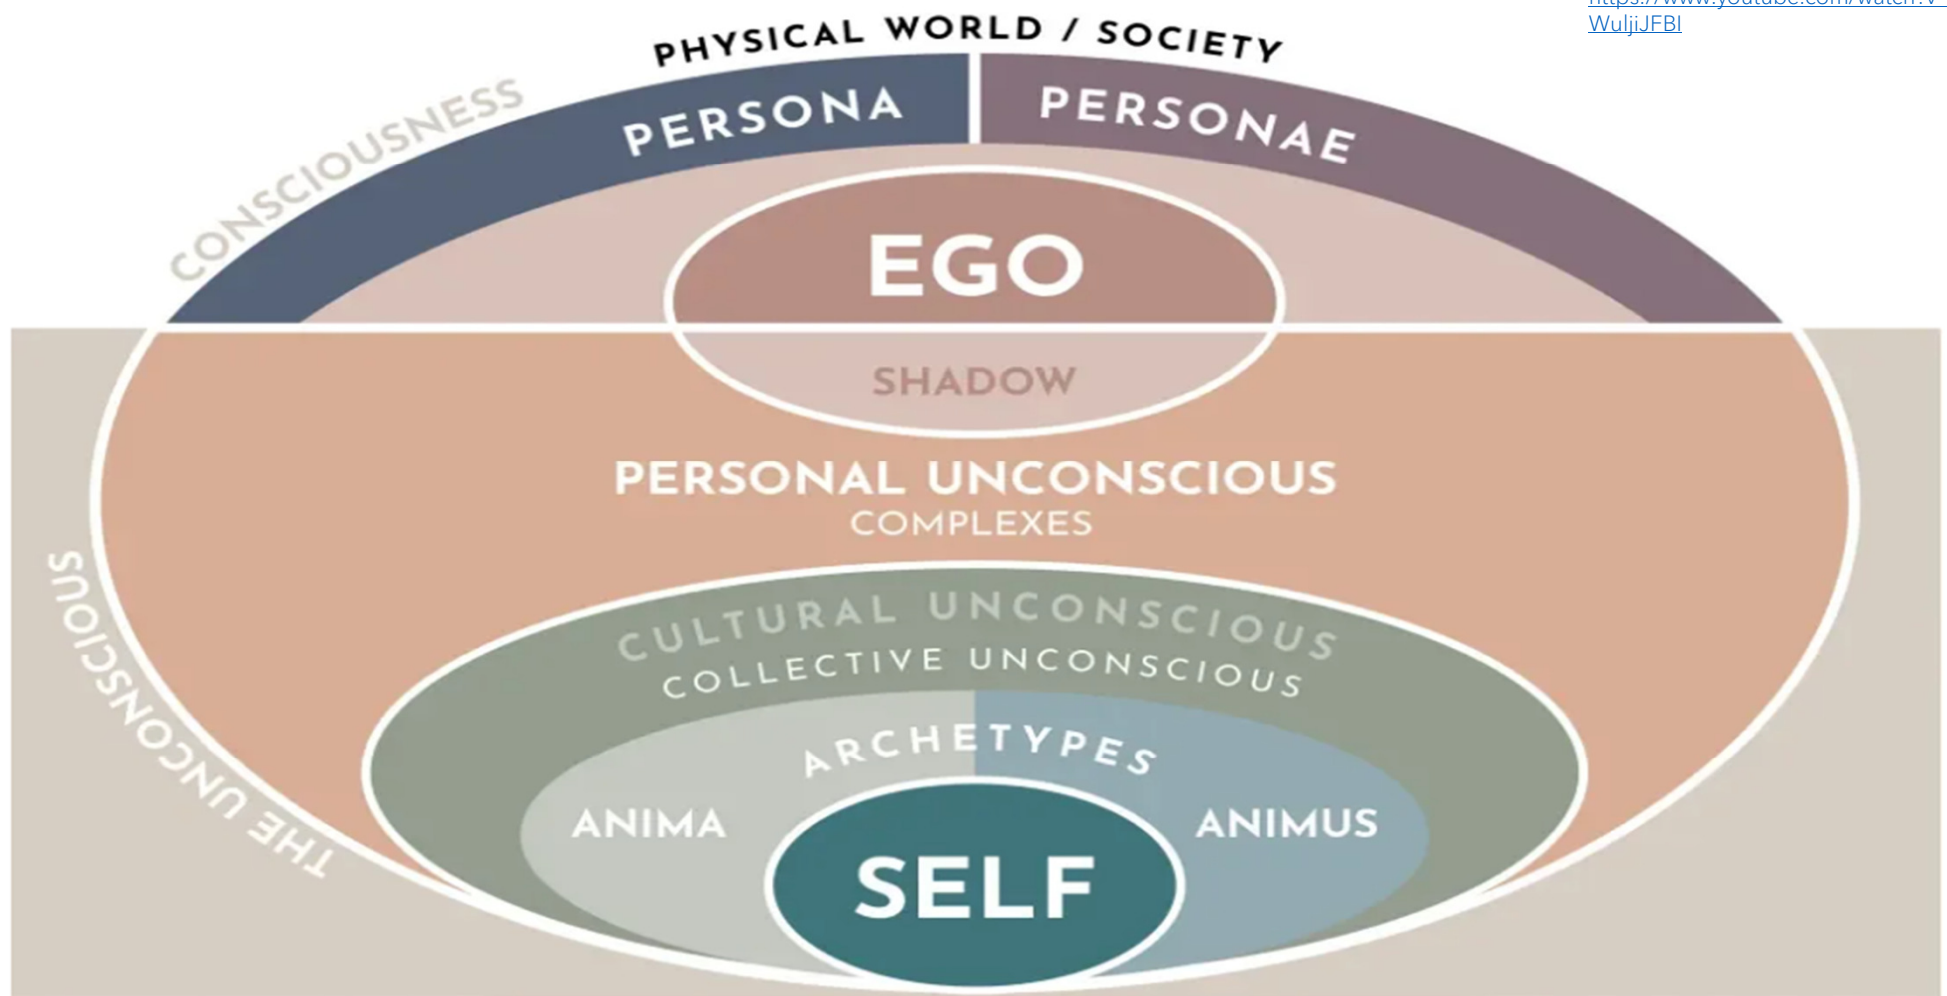 WuljiJFBI
PHYSICAL WORLD / SOCIETY
CONSCIOUSNESS
PERSONA
PERSONAE
EGO
SHADOW
PERSONAL UNCONSCIOUS
COMPLEXES
THE UNCONSCIOUS
CULTURAL UNCONSCIOUS
COLLECTIVE UNCONSCIOUS
ARCHETYPES
ANIMA
ANIMUS
SELF